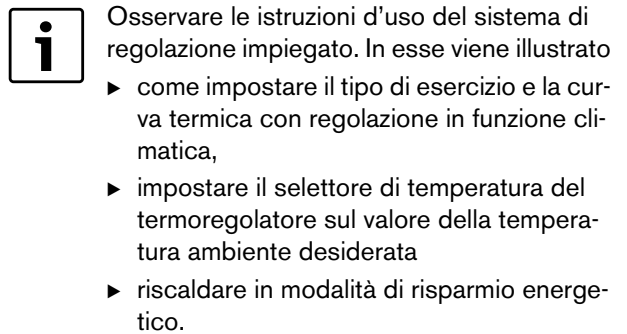 Osservare le istruzioni d'uso del sistema di
regolazione impiegato. In esse viene illustrato
▶ come impostare il tipo di esercizio e la cur-
va termica con regolazione in funzione cli-
matica,
▶ impostare il selettore di temperatura del
termoregolatore sul valore della tempera-
tura ambiente desiderata
▶ riscaldare in modalità di risparmio energe-
tico.